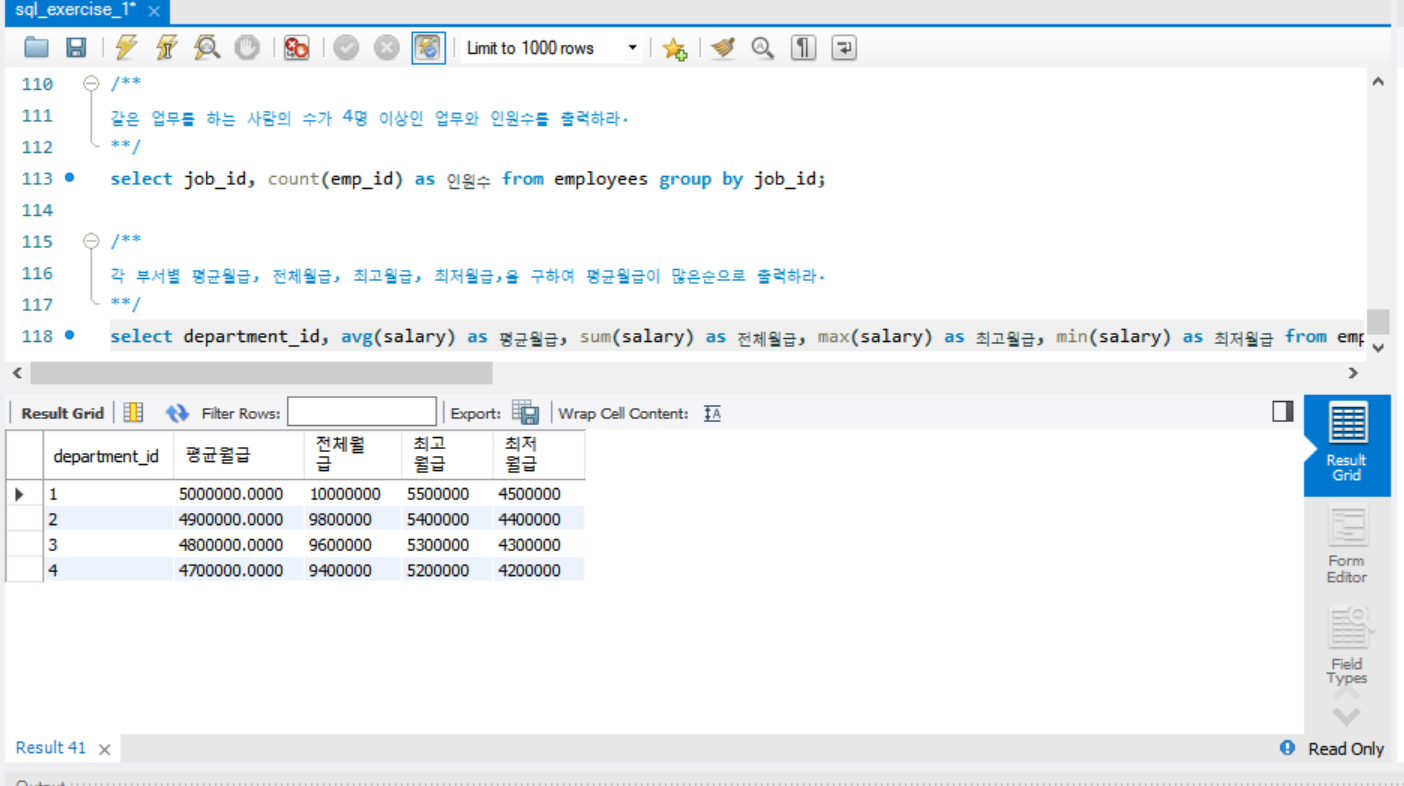 sql_exercise_1*
Limit to 1000 rows
110 /**
111 같은 업무를 하는 사람의 수가 4명 이상인 업무와 인원수를 출력하라.
112 **/
113 select job_id, count(emp_id) as 인원수 from employees group by job_id;
114
115 /**
116 각 부서별 평균월급, 전체월급, 최고월급, 최저월급,을 구하여 평균월급이 많은순으로 출력하라.
117 **/
118 select department_id, avg(salary) as 평균월급, sum(salary) as 전체월급, max(salary) as 최고월급, min(salary) as 최저월급 from emp
Result Grid Filter Rows: Export: Wrap Cell Content: IA
department_id 평균월급 전체월급 최고월급 최저월급
1 5000000.0000 10000000 5500000 4500000
2 4900000.0000 9800000 5400000 4400000
3 4800000.0000 9600000 5300000 4300000
4 4700000.0000 9400000 5200000 4200000
Result
Grid
Form
Editor
Field
Types
Result 41
Read Only